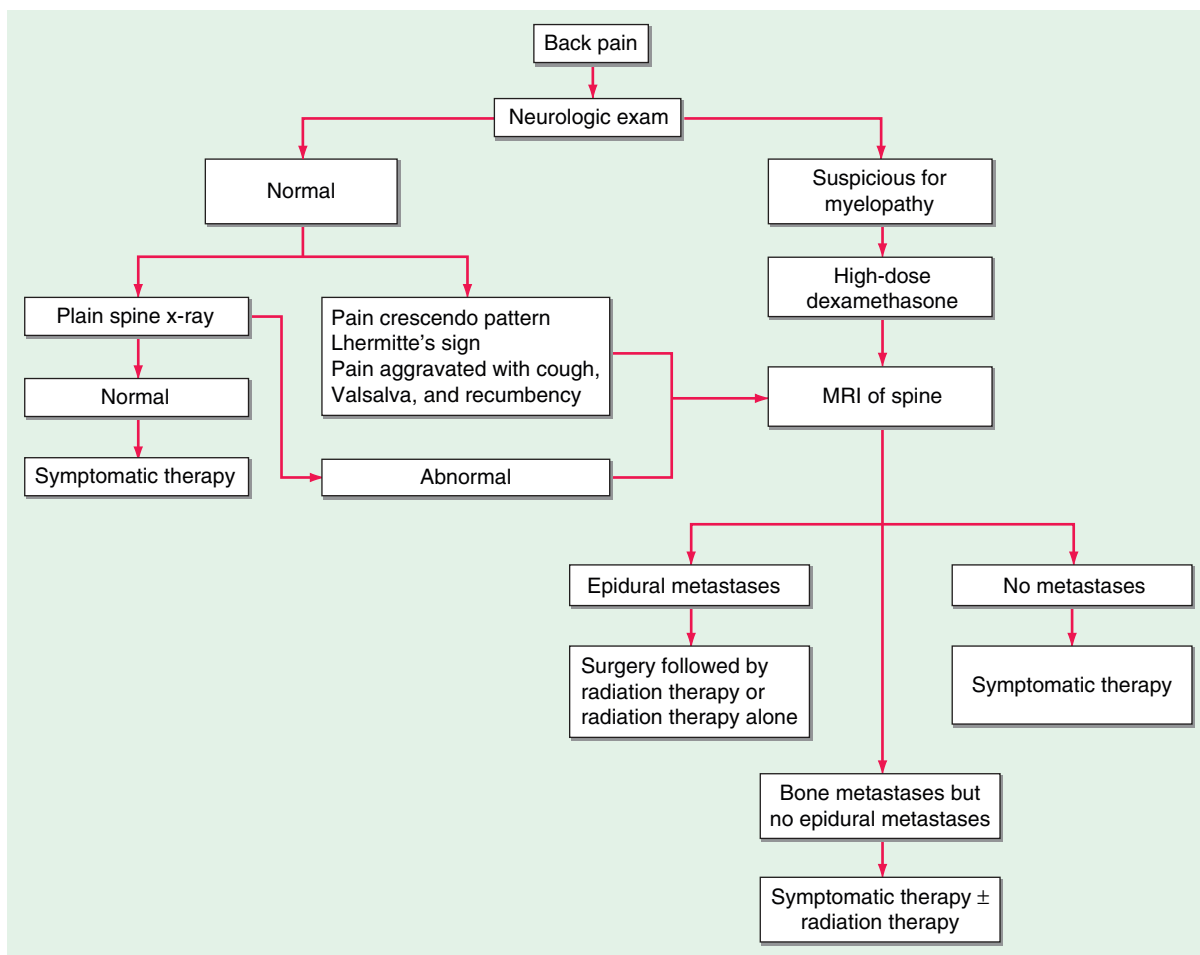 Back pain
Neurologic exam
Normal
Suspicious for
myelopathy
High-dose
dexamethasone
Plain spine x-ray
Pain crescendo pattern
Lhermitte's sign
Pain aggravated with cough,
Valsalva, and recumbency
Normal
MRI of spine
Symptomatic therapy
Abnormal
Epidural metastases
No metastases
Surgery followed by
radiation therapy or
radiation therapy alone
Symptomatic therapy
Bone metastases but
no epidural metastases
Symptomatic therapy ±
radiation therapy